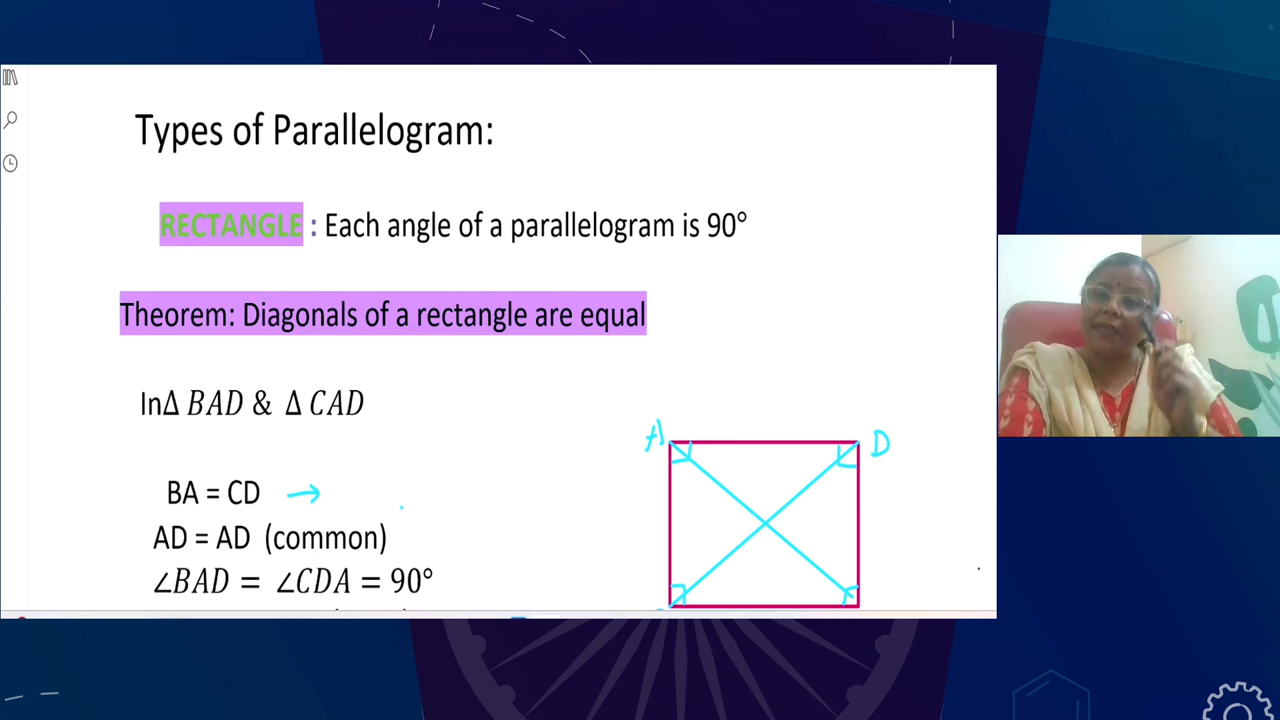 Types of Parallelogram:
RECTANGLE : Each angle of a parallelogram is 90°
Theorem: Diagonals of a rectangle are equal
In∆ BAD & ∆ CAD
A
D
BA = CD →
AD = AD (common)
∠BAD = ∠CDA = 90°